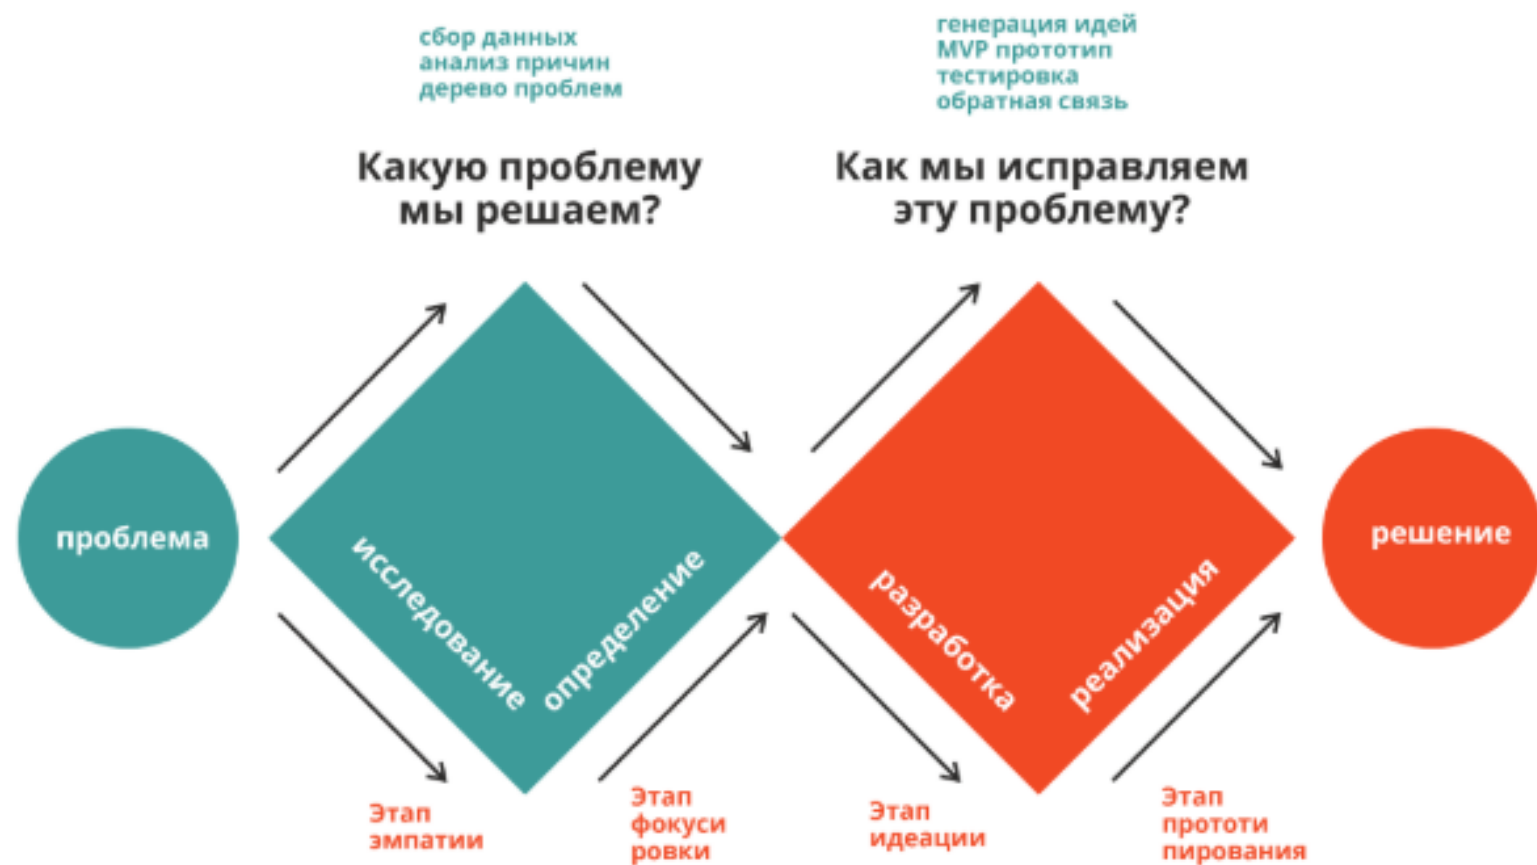 сбор данных
анализ причин
дерево проблем
генерация идей
MVP прототип
тестировка
обратная связь
Какую проблему
мы решаем?
Как мы исправляем
эту проблему?
проблема
исследование
определение
разработка
реализация
решение
Этап
эмпатии
Этап
фокуси
ровки
Этап
идеации
Этап
прототи
пирования